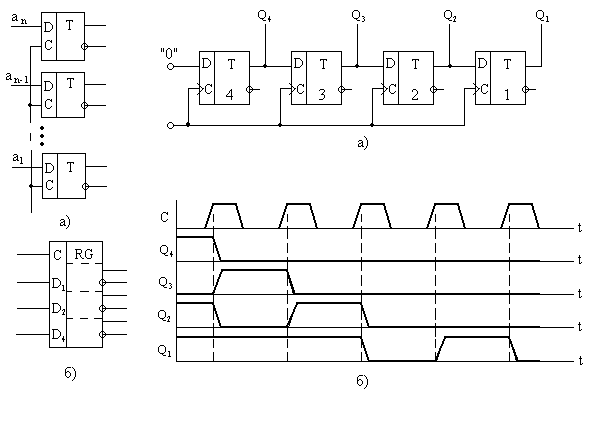 aₙ
D T
C
aₙ₋₁
D T
C
a₁
D T
C
а)
C RG
D₁
D₂
D₄
б)
Q₄ Q₃ Q₂ Q₁
"0"
D T D T D T D T
C 4 C 3 C 2 C 1
а)
C t
Q₄ t
Q₃ t
Q₂ t
Q₁ t
б)